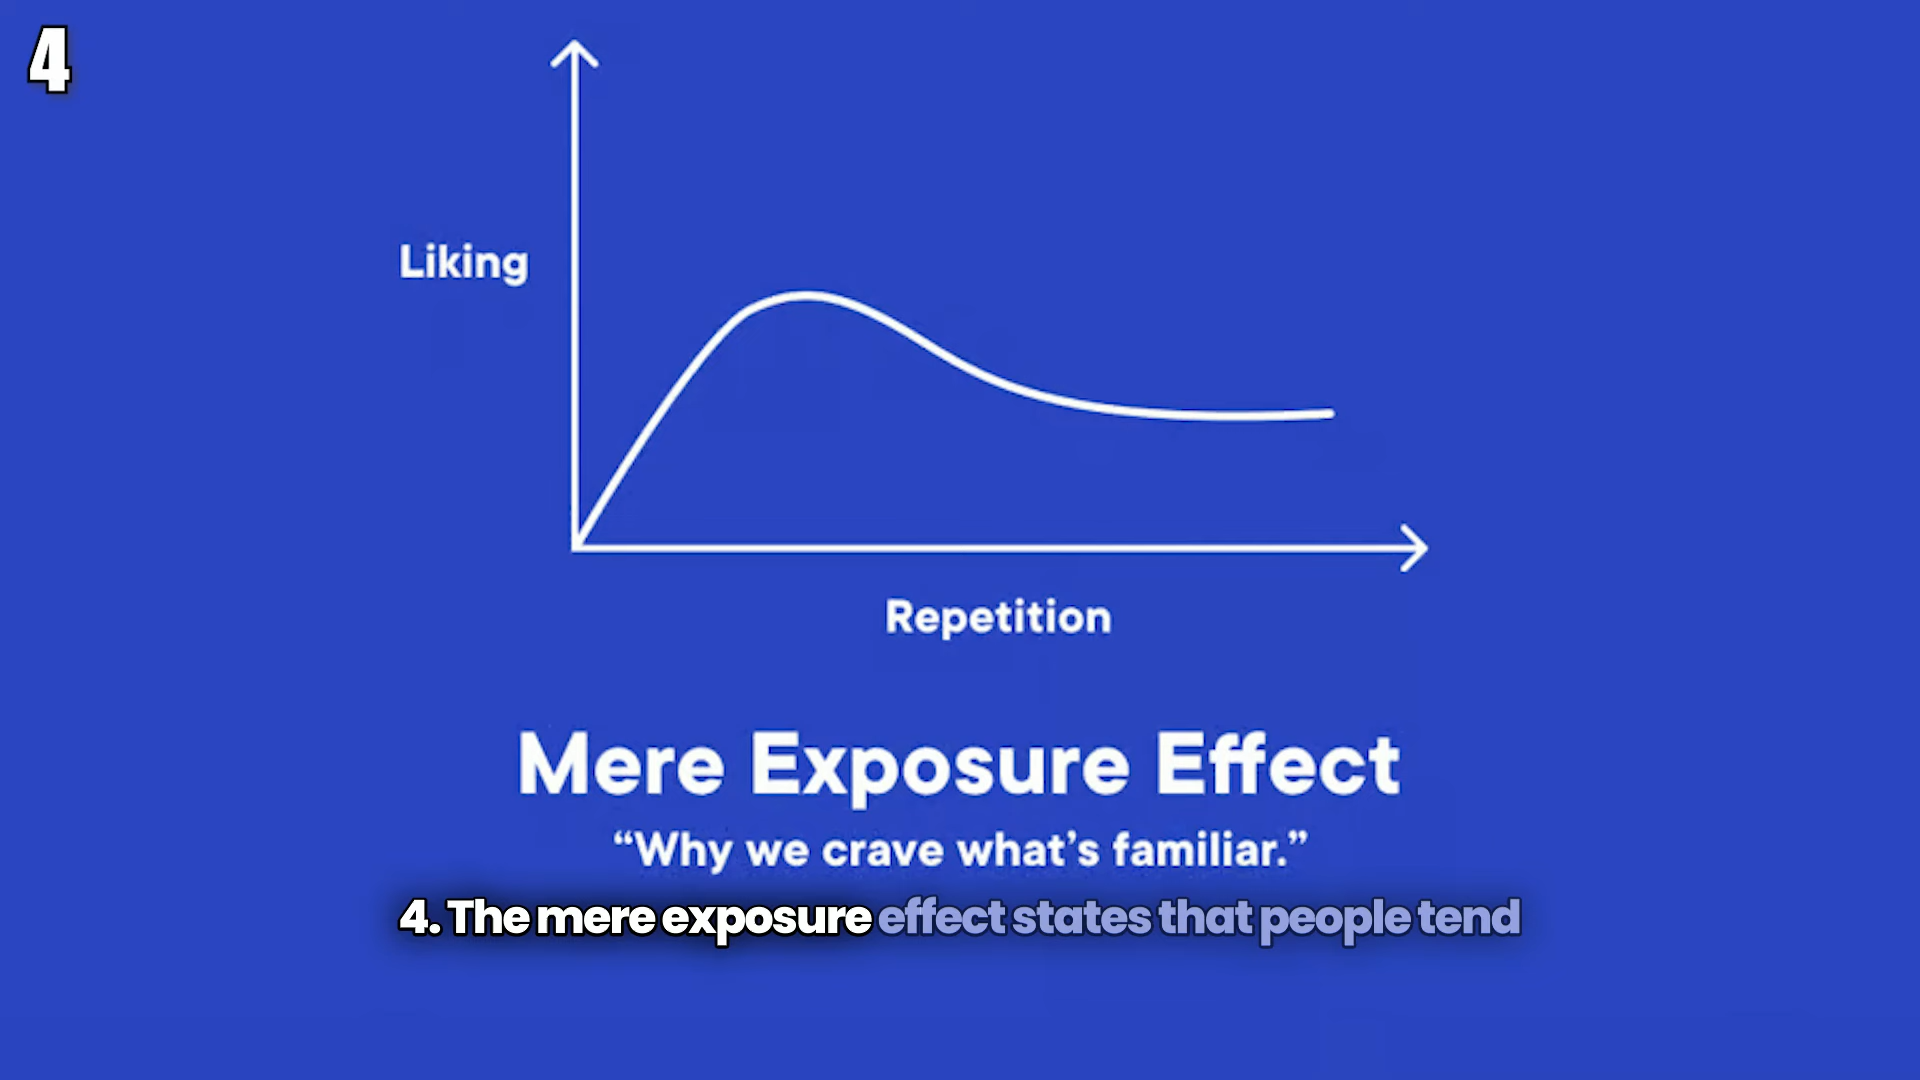 4
Liking
Repetition
Mere Exposure Effect
“Why we crave what’s familiar.”
4. The mere exposure effect states that people tend